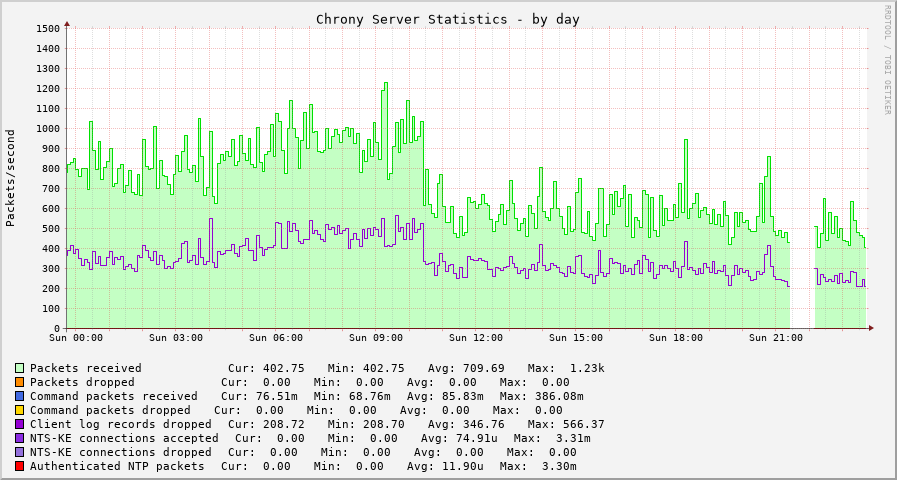 Chrony Server Statistics - by day
RRDTOOL / TOBI OETIKER
Packets/second
1500
1400
1300
1200
1100
1000
900
800
700
600
500
400
300
200
100
0
Sun 00:00 Sun 03:00 Sun 06:00 Sun 09:00 Sun 12:00 Sun 15:00 Sun 18:00 Sun 21:00
Packets received Cur: 402.75 Min: 402.75 Avg: 709.69 Max: 1.23k
Packets dropped Cur: 0.00 Min: 0.00 Avg: 0.00 Max: 0.00
Command packets received Cur: 76.51m Min: 68.76m Avg: 85.83m Max: 386.08m
Command packets dropped Cur: 0.00 Min: 0.00 Avg: 0.00 Max: 0.00
Client log records dropped Cur: 208.72 Min: 208.70 Avg: 346.76 Max: 566.37
NTS-KE connections accepted Cur: 0.00 Min: 0.00 Avg: 74.91u Max: 3.31m
NTS-KE connections dropped Cur: 0.00 Min: 0.00 Avg: 0.00 Max: 0.00
Authenticated NTP packets Cur: 0.00 Min: 0.00 Avg: 11.90u Max: 3.30m